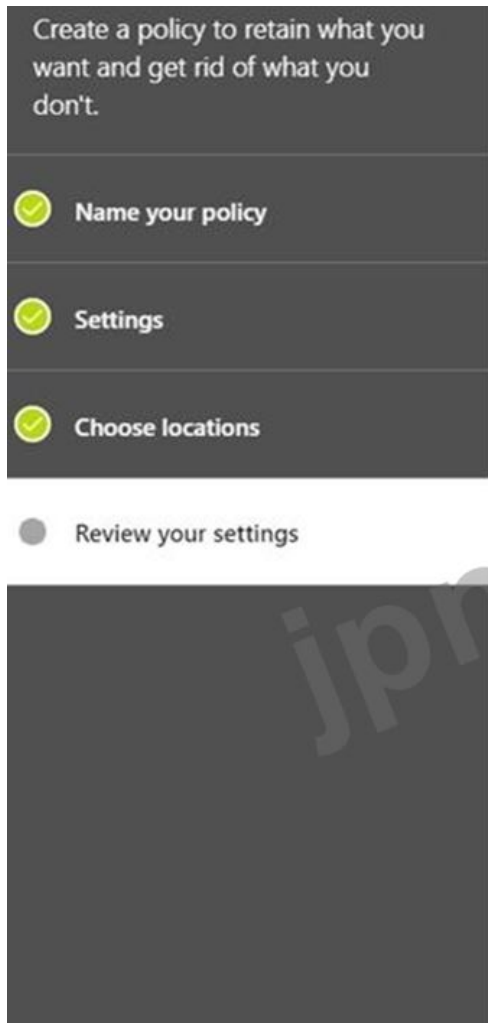 Create a policy to retain what you
want and get rid of what you
don't.
Name your policy
Settings
Choose locations
Review your settings